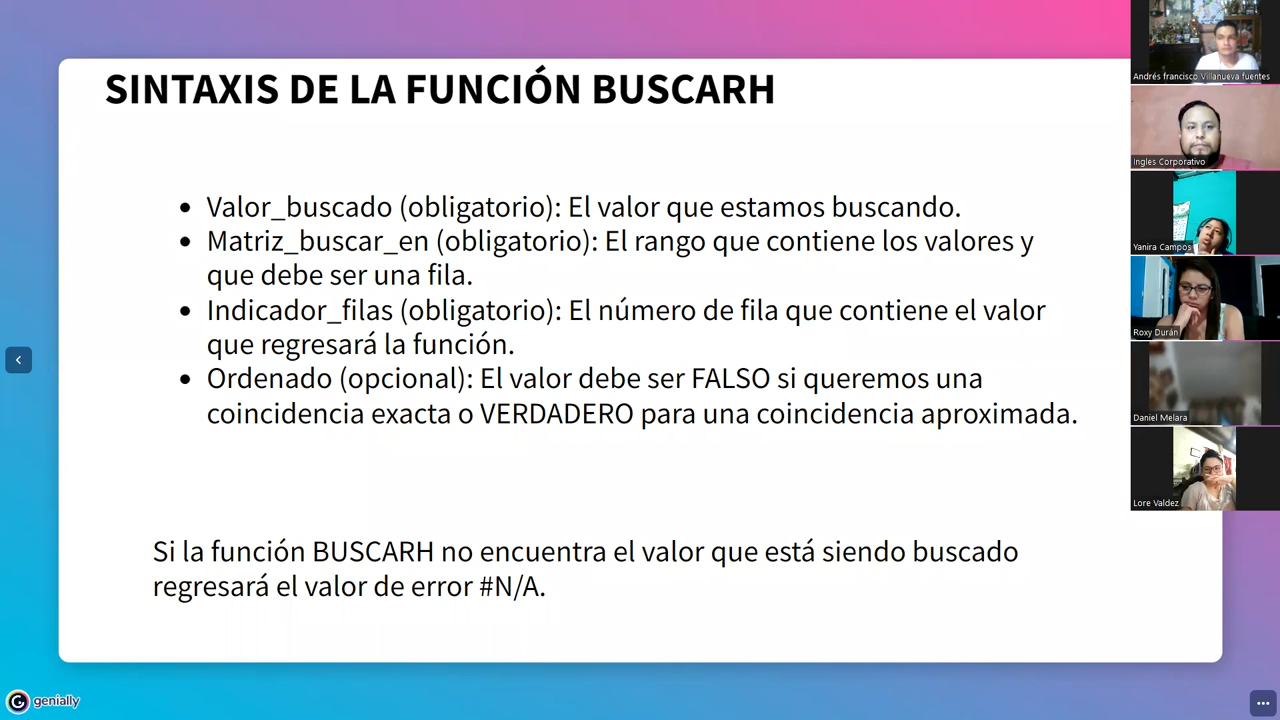 SINTAXIS DE LA FUNCIÓN BUSCARH
Valor_buscado (obligatorio): El valor que estamos buscando.
Matriz_buscar_en (obligatorio): El rango que contiene los valores y
que debe ser una fila.
Indicador_filas (obligatorio): El número de fila que contiene el valor
que regresará la función.
Ordenado (opcional): El valor debe ser FALSO si queremos una
coincidencia exacta o VERDADERO para una coincidencia aproximada.
Si la función BUSCARH no encuentra el valor que está siendo buscado
regresará el valor de error #N/A.
Andrés francisco Villanueva fuentes
Ingles Corporativo
Yanira Campos
Roxy Durán
Daniel Melara
Lore Valdez
genially